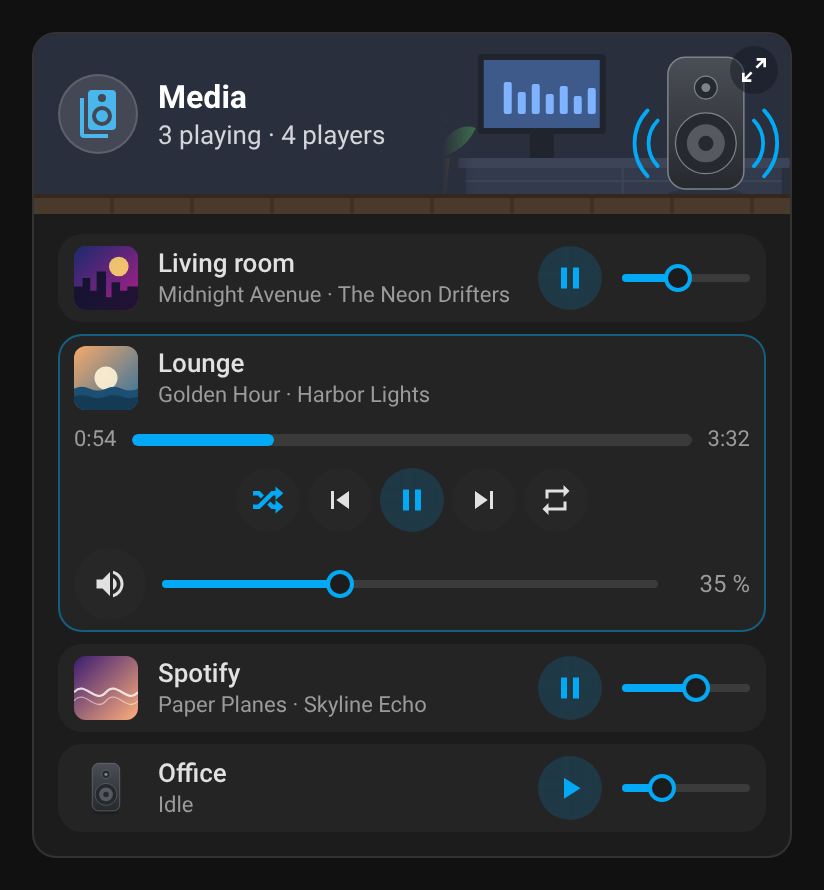 Media
3 playing · 4 players
Living room
Midnight Avenue · The Neon Drifters
Lounge
Golden Hour · Harbor Lights
0:54
3:32
35 %
Spotify
Paper Planes · Skyline Echo
Office
Idle